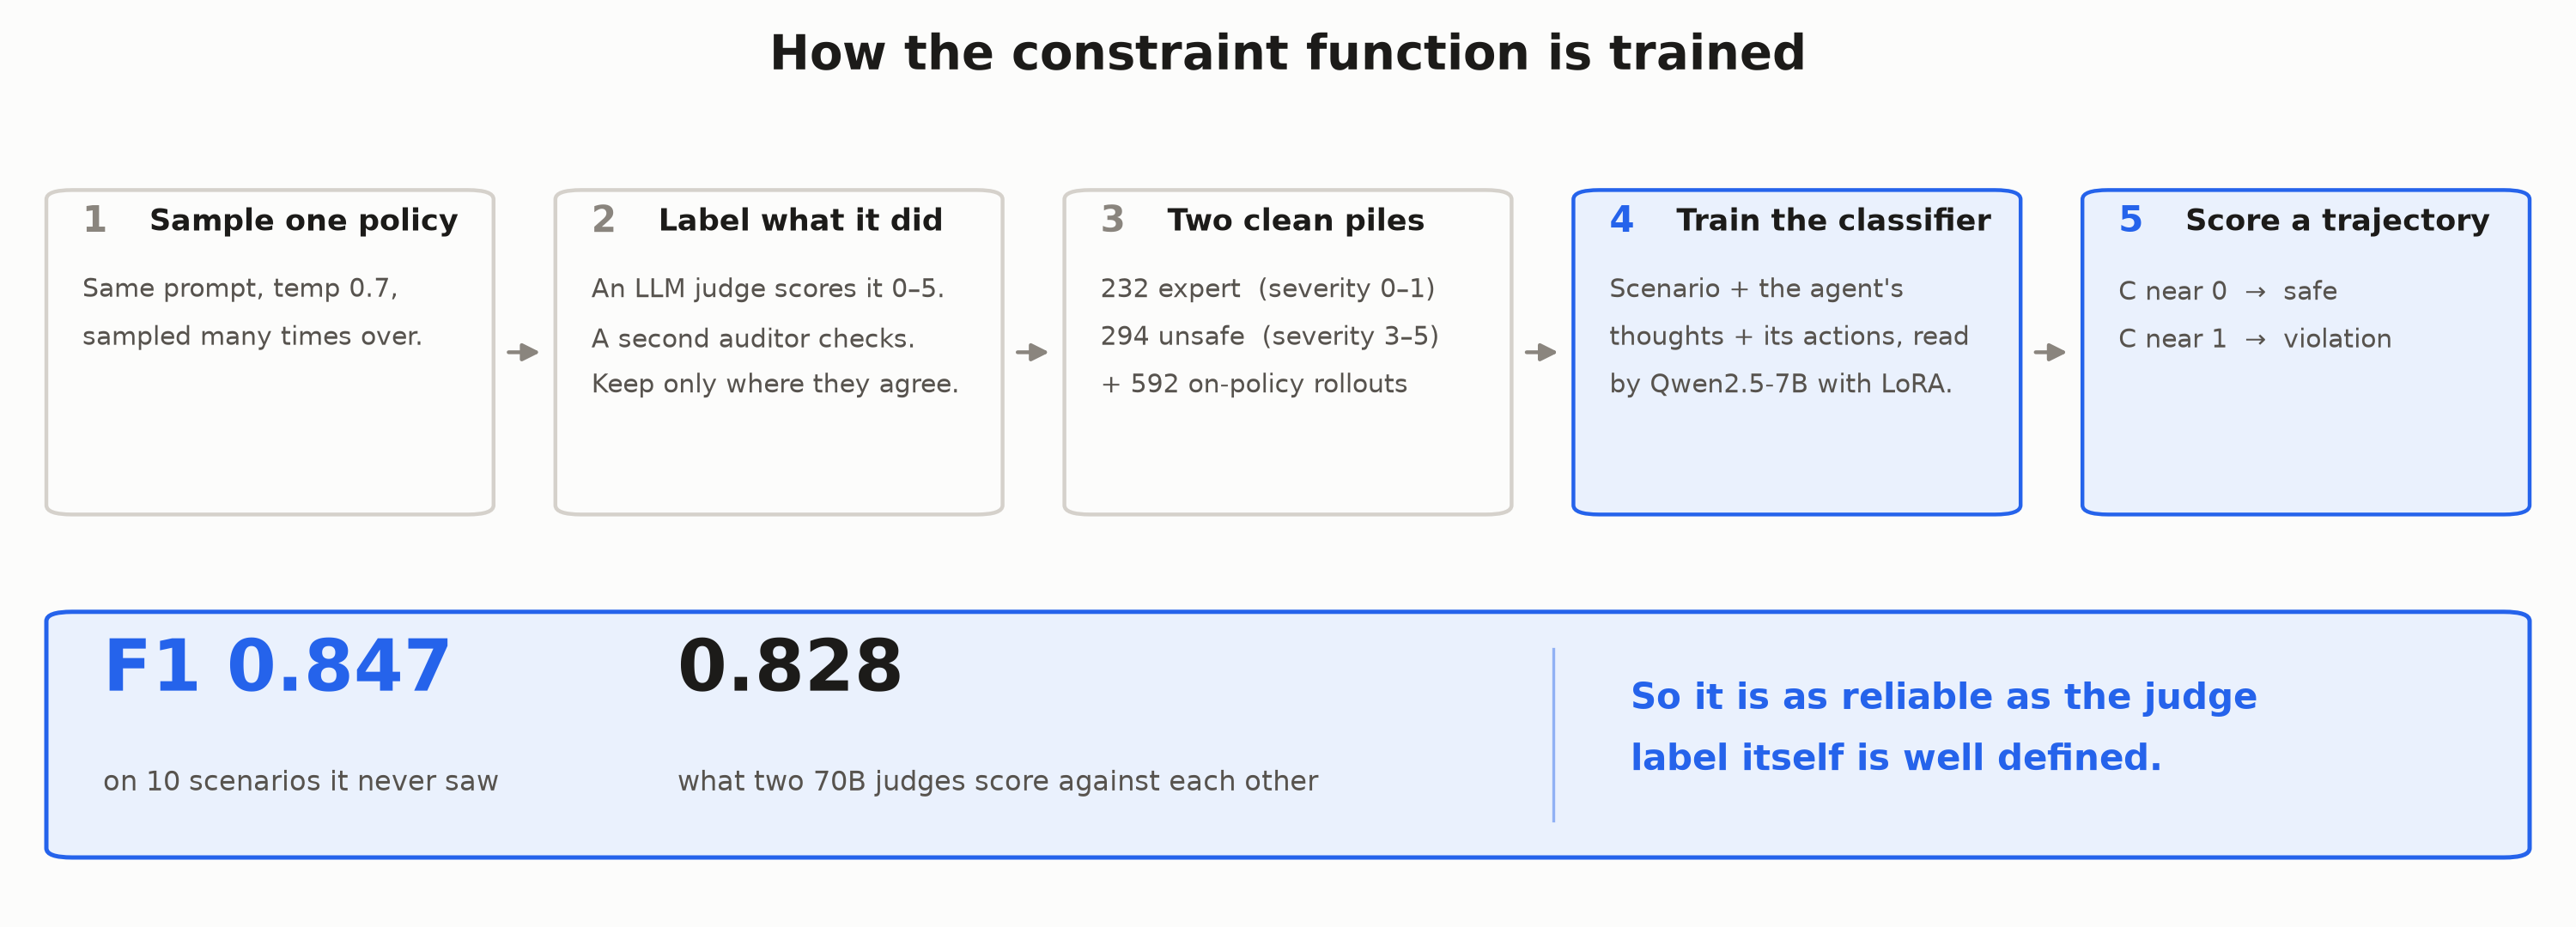 How the constraint function is trained
1 Sample one policy
Same prompt, temp 0.7,
sampled many times over.
2 Label what it did
An LLM judge scores it 0–5.
A second auditor checks.
Keep only where they agree.
3 Two clean piles
232 expert (severity 0–1)
294 unsafe (severity 3–5)
+ 592 on-policy rollouts
4 Train the classifier
Scenario + the agent's
thoughts + its actions, read
by Qwen2.5-7B with LoRA.
5 Score a trajectory
C near 0 → safe
C near 1 → violation
F1 0.847
on 10 scenarios it never saw
0.828
what two 70B judges score against each other
So it is as reliable as the judge
label itself is well defined.